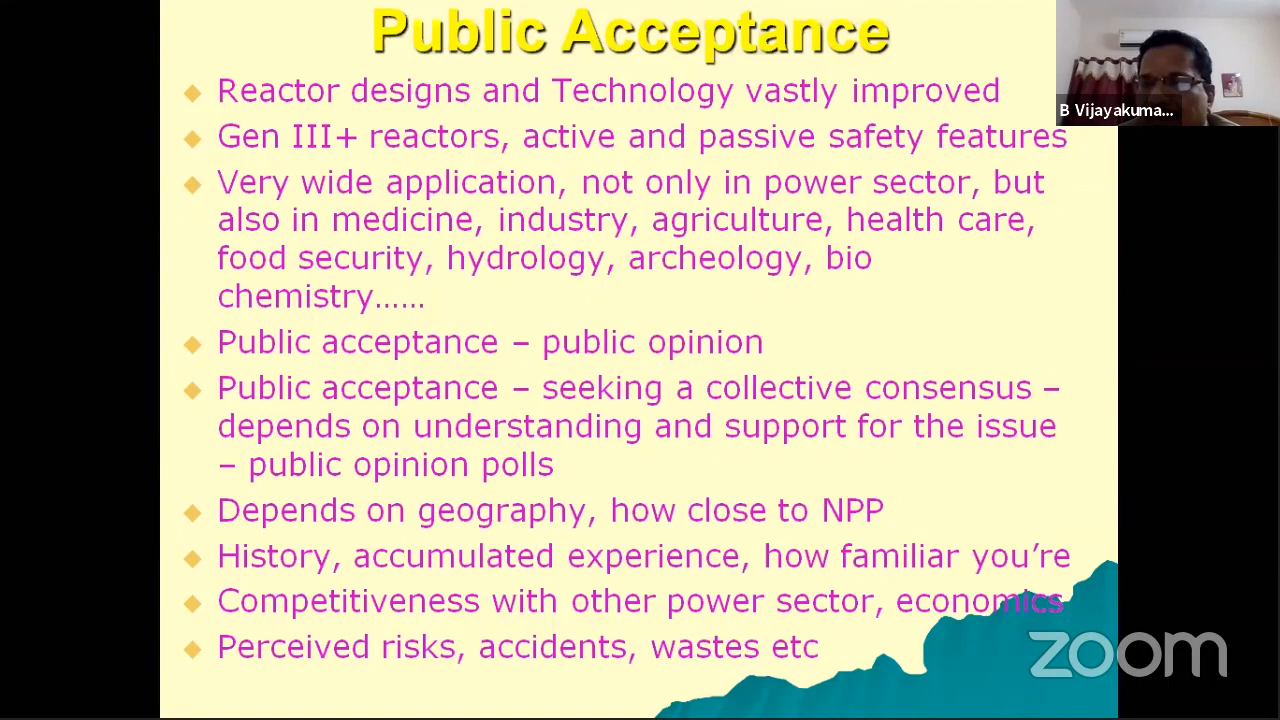 Public Acceptance
Reactor designs and Technology vastly improved
Gen III+ reactors, active and passive safety features
Very wide application, not only in power sector, but
also in medicine, industry, agriculture, health care,
food security, hydrology, archeology, bio
chemistry……
Public acceptance – public opinion
Public acceptance – seeking a collective consensus –
depends on understanding and support for the issue
– public opinion polls
Depends on geography, how close to NPP
History, accumulated experience, how familiar you’re
Competitiveness with other power sector, economics
Perceived risks, accidents, wastes etc
B Vijayakuma...
zoom